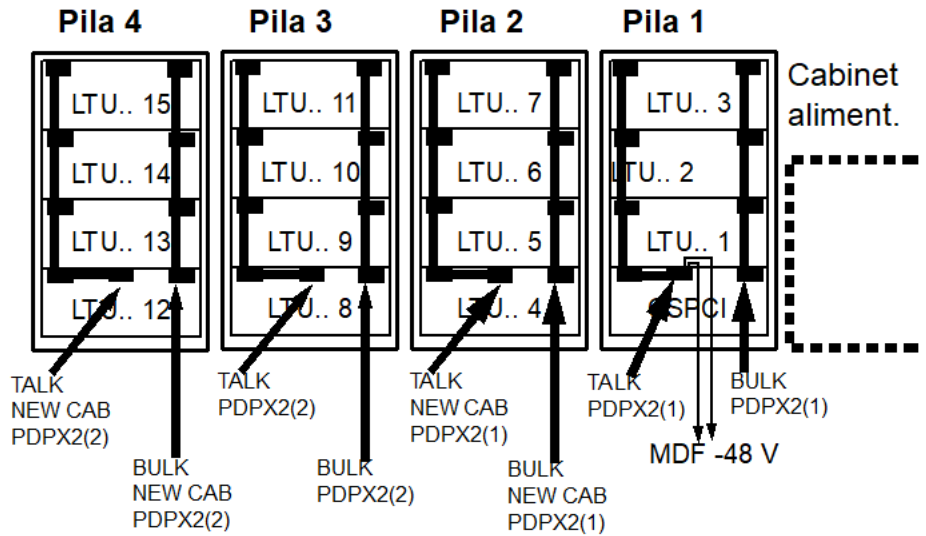 Pila 4
Pila 3
Pila 2
Pila 1
Cabinet
aliment.
LTU.. 15
LTU.. 11
LTU.. 7
LTU.. 3
LTU.. 14
LTU.. 10
LTU.. 6
LTU.. 2
LTU.. 13
LTU.. 9
LTU.. 5
LTU.. 1
LTU.. 12
LTU.. 8
LTU.. 4
CSPCI
TALK
NEW CAB
PDPX2(2)
TALK
PDPX2(2)
TALK
NEW CAB
PDPX2(1)
TALK
PDPX2(1)
BULK
PDPX2(1)
MDF -48 V
BULK
NEW CAB
PDPX2(2)
BULK
PDPX2(2)
BULK
NEW CAB
PDPX2(1)